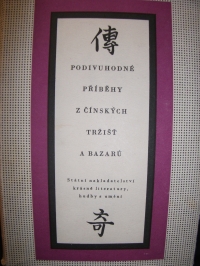 傳
PODIVUHODNÉ
PŘÍBĚHY
Z ČÍNSKÝCH
TRŽIŠŤ
A BAZARŮ
Státní nakladatelství
krásné literatury,
hudby a umění
奇